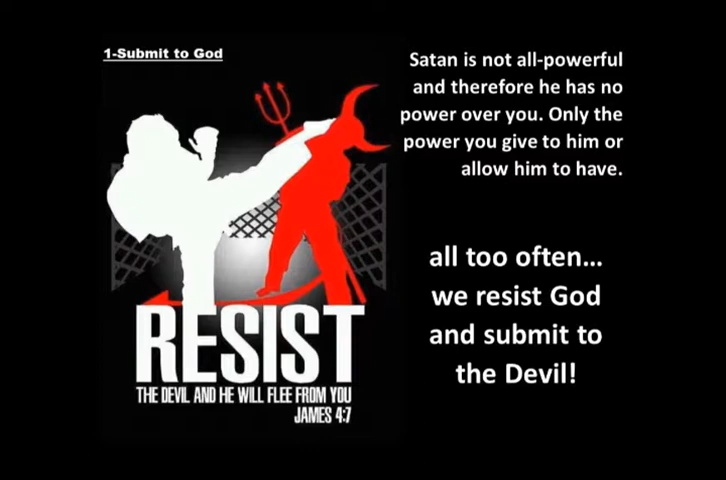 1-Submit to God
Satan is not all-powerful
and therefore he has no
power over you. Only the
power you give to him or
allow him to have.
all too often...
we resist God
and submit to
the Devil!
RESIST
THE DEVIL AND HE WILL FLEE FROM YOU
JAMES 4:7